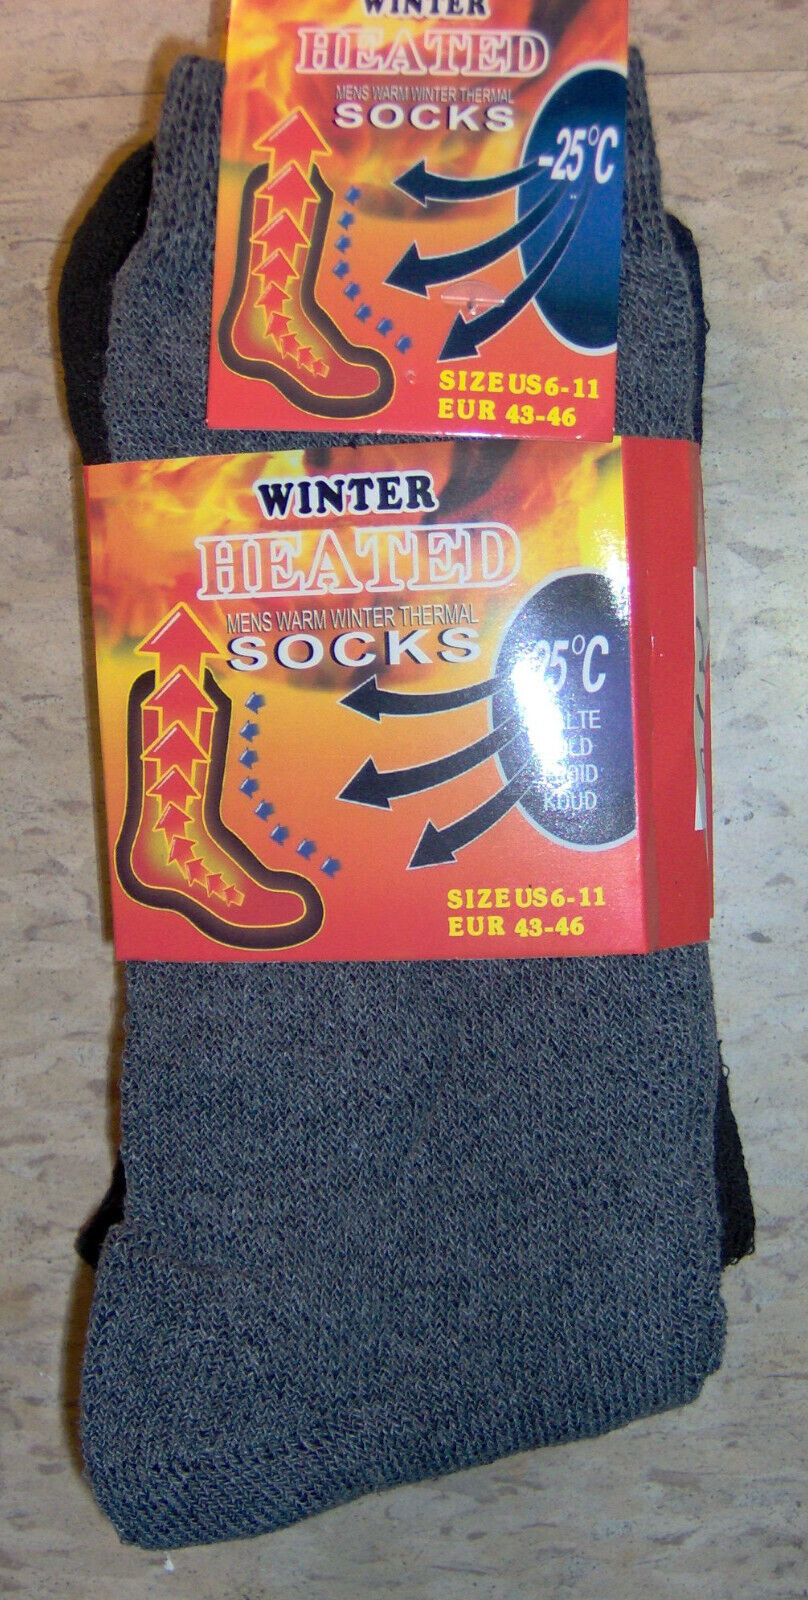 WINTER
HEATED
MENS WARM WINTER THERMAL
SOCKS
-25°C
SIZE US 6-11
EUR 43-46
WINTER
HEATED
MENS WARM WINTER THERMAL
SOCKS
25°C
KOUD
SIZE US 6-11
EUR 43-46